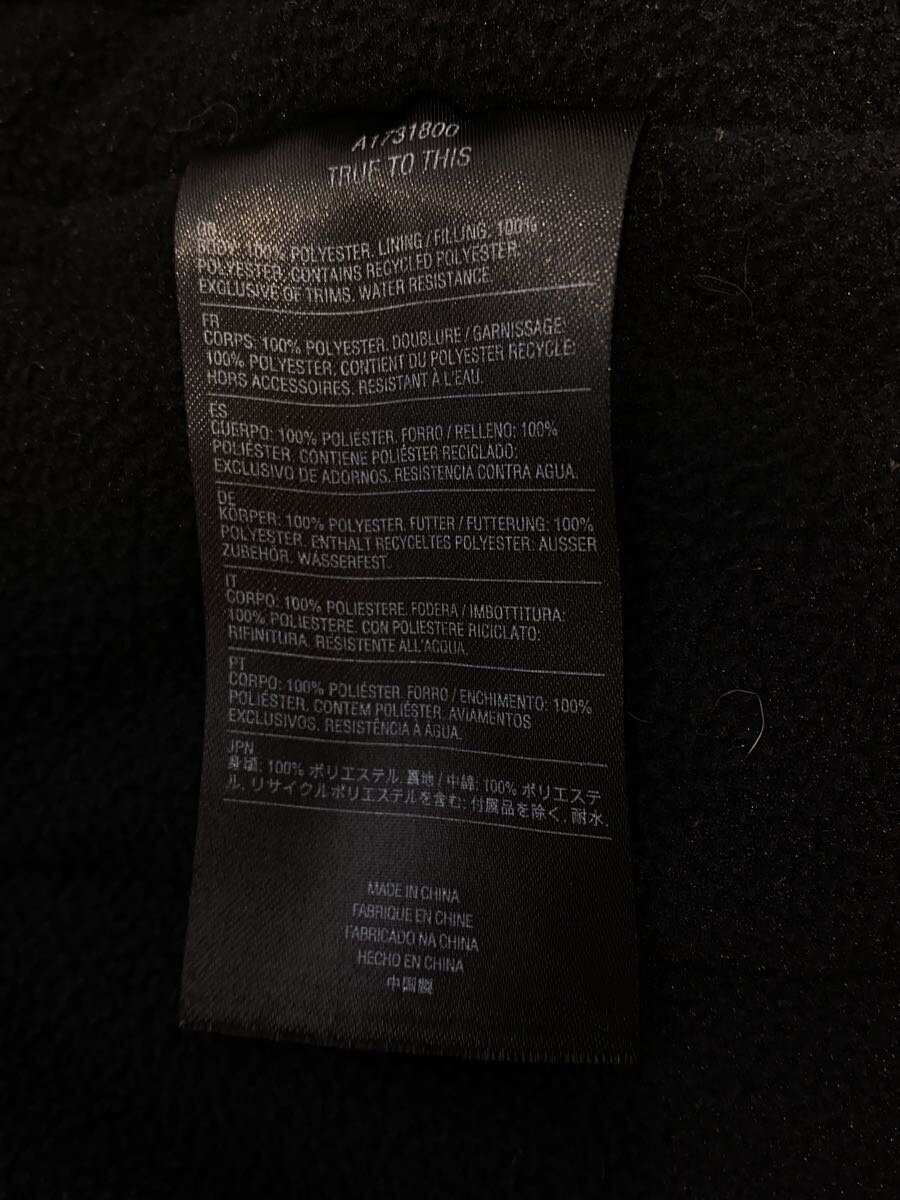 A1731800
TRUE TO THIS
GB
BODY: 100% POLYESTER. LINING / FILLING: 100%
POLYESTER. CONTAINS RECYCLED POLYESTER.
EXCLUSIVE OF TRIMS. WATER RESISTANCE.
FR
CORPS: 100% POLYESTER. DOUBLURE / GARNISSAGE:
100% POLYESTER. CONTIENT DU POLYESTER RECYCLE:
HORS ACCESSOIRES. RESISTANT À L'EAU.
ES
CUERPO: 100% POLIÉSTER. FORRO / RELLENO: 100%
POLIÉSTER. CONTIENE POLIÉSTER RECICLADO:
EXCLUSIVO DE ADORNOS. RESISTENCIA CONTRA AGUA.
DE
KÖRPER: 100% POLYESTER. FUTTER / FUTTERUNG: 100%
POLYESTER. ENTHALT RECYCELTES POLYESTER: AUSSER
ZUBEHÖR. WASSERFEST.
IT
CORPO: 100% POLIESTERE. FODERA / IMBOTTITURA:
100% POLIESTERE. CON POLIESTERE RICICLATO:
RIFINITURA. RESISTENTE ALL'ACQUA.
PT
CORPO: 100% POLIÉSTER. FORRO / ENCHIMENTO: 100%
POLIÉSTER. CONTEM POLIÉSTER. AVIAMENTOS
EXCLUSIVOS. RESISTÊNCIA À AGUA.
JPN
身頃: 100% ポリエステル. 裏地 / 中綿: 100% ポリエステ
ル. リサイクルポリエステルを含む: 付属品を除く. 耐水.
MADE IN CHINA
FABRIQUE EN CHINE
FABRICADO NA CHINA
HECHO EN CHINA
中国製